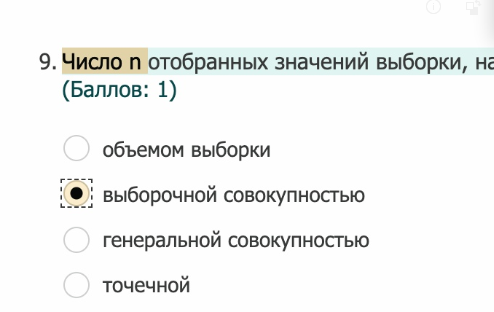 9. Число n отобранных значений выборки, на
(Баллов: 1)
объемом выборки
выборочной совокупностью
генеральной совокупностью
точечной